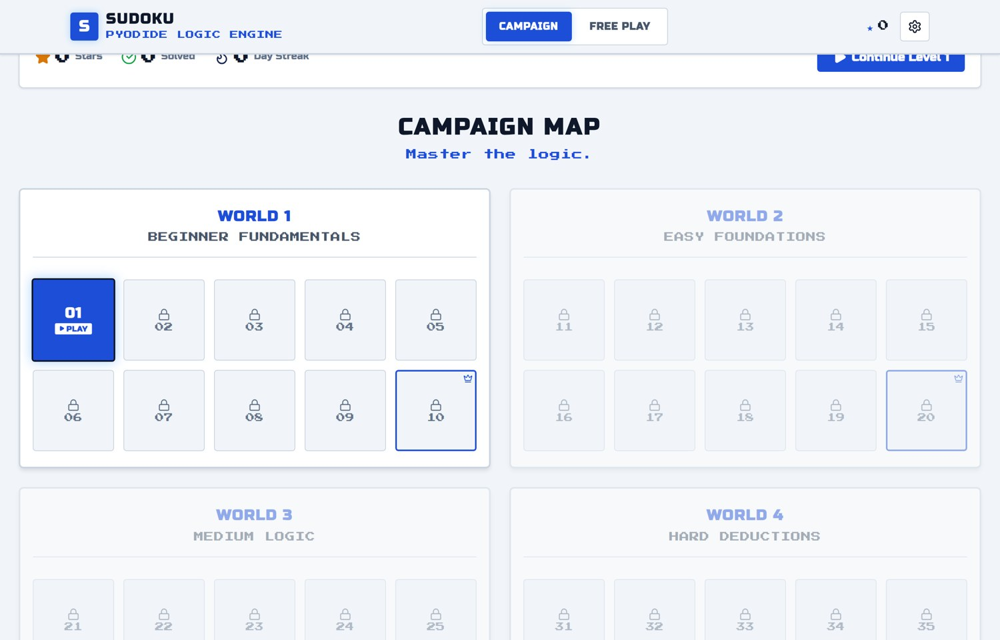 S
SUDOKU
PYODIDE LOGIC ENGINE
CAMPAIGN
FREE PLAY
0
0 Stars
0 Solved
0 Day Streak
Continue Level 1
CAMPAIGN MAP
Master the logic.
WORLD 1
BEGINNER FUNDAMENTALS
01
PLAY
02
03
04
05
06
07
08
09
10
WORLD 2
EASY FOUNDATIONS
11
12
13
14
15
16
17
18
19
20
WORLD 3
MEDIUM LOGIC
21
22
23
24
25
WORLD 4
HARD DEDUCTIONS
31
32
33
34
35